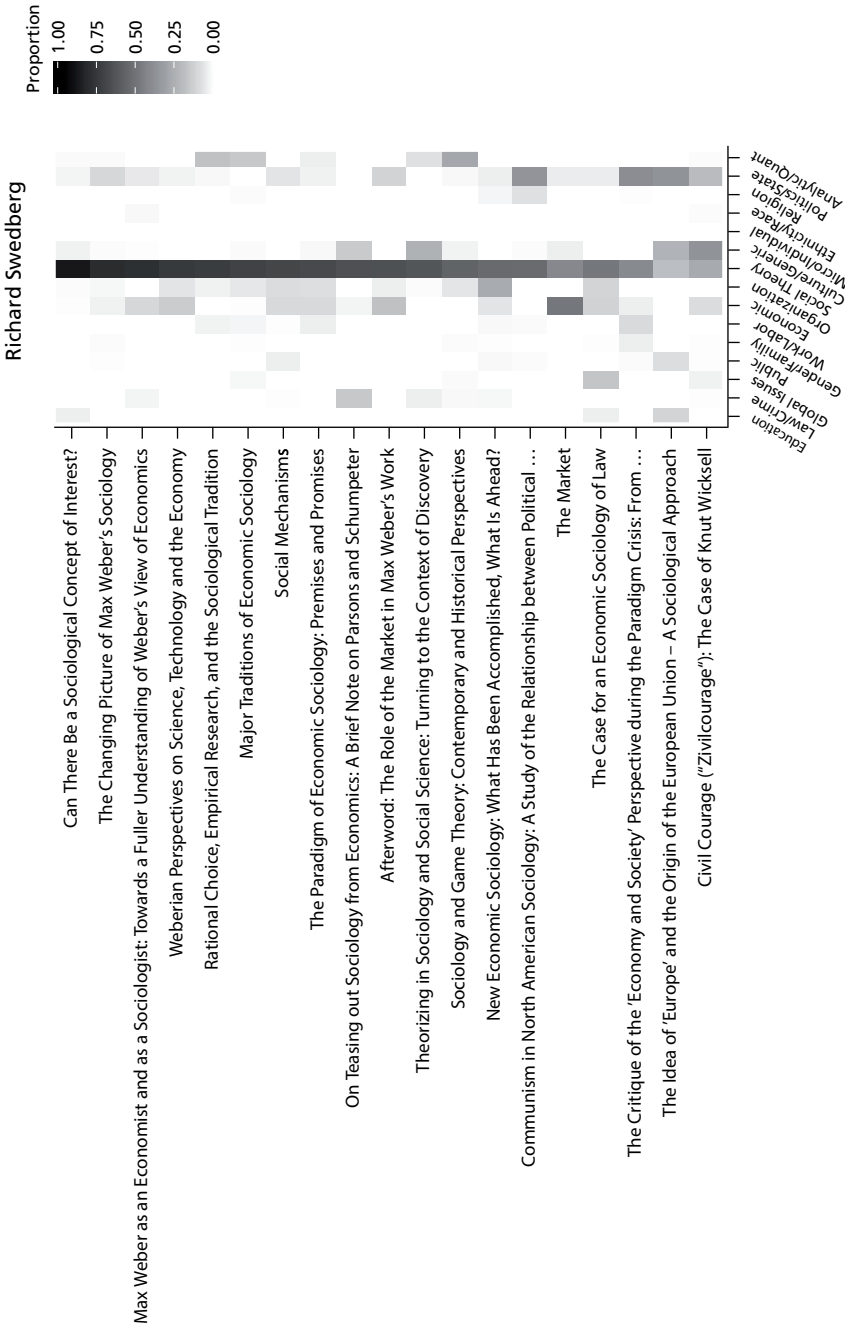 Richard Swedberg
Proportion
1.00
0.75
0.50
0.25
0.00
Can There Be a Sociological Concept of Interest?
The Changing Picture of Max Weber’s Sociology
Max Weber as an Economist and as a Sociologist: Towards a Fuller Understanding of Weber’s View of Economics
Weberian Perspectives on Science, Technology and the Economy
Rational Choice, Empirical Research, and the Sociological Tradition
Major Traditions of Economic Sociology
Social Mechanisms
The Paradigm of Economic Sociology: Premises and Promises
On Teasing out Sociology from Economics: A Brief Note on Parsons and Schumpeter
Afterword: The Role of the Market in Max Weber’s Work
Theorizing in Sociology and Social Science: Turning to the Context of Discovery
Sociology and Game Theory: Contemporary and Historical Perspectives
New Economic Sociology: What Has Been Accomplished, What Is Ahead?
Communism in North American Sociology: A Study of the Relationship between Political ...
The Market
The Case for an Economic Sociology of Law
The Critique of the ‘Economy and Society’ Perspective during the Paradigm Crisis: From ...
The Idea of ‘Europe’ and the Origin of the European Union – A Sociological Approach
Civil Courage (“Zivilcourage”): The Case of Knut Wicksell
Education
Law/Crime
Global Issues
Public
Gender/Family
Work/Labor
Economic
Organization
Social Theory
Culture/Generic
Micro/Individual
Ethnicity/Race
Religion
Politics/State
Analytic/Quant